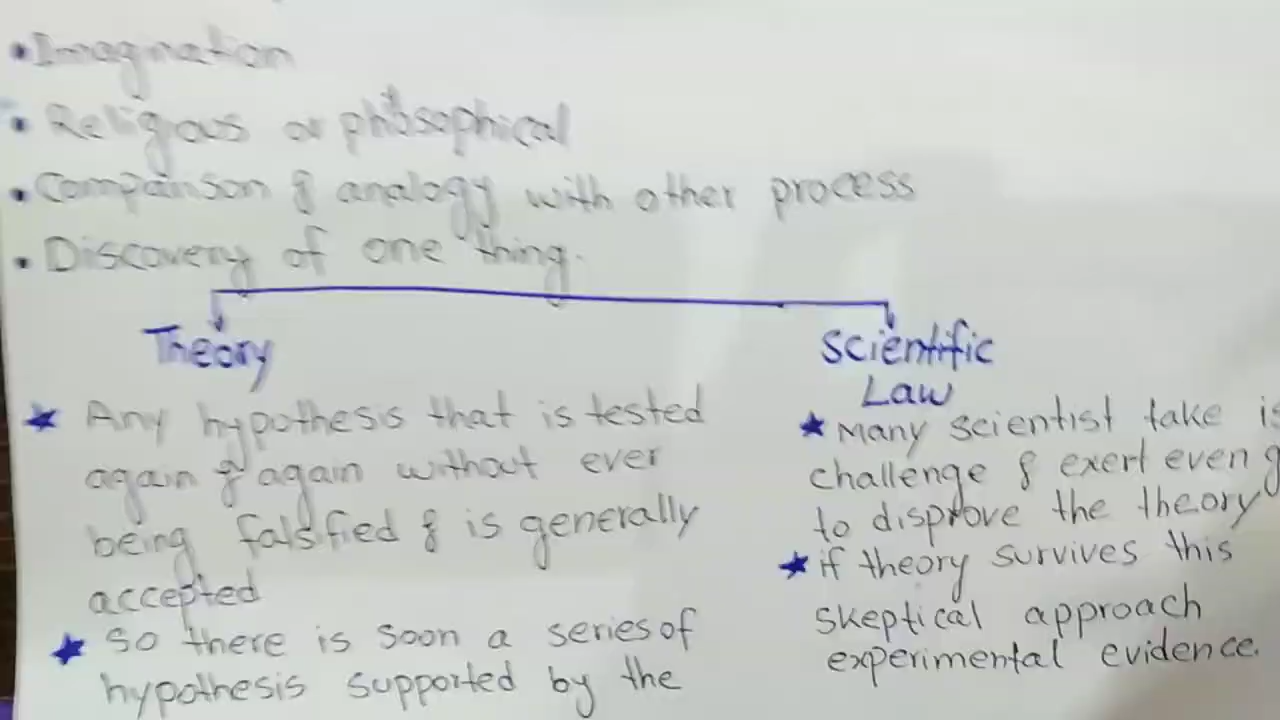 • Imagination
• Religious or philosophical
• Comparison & analogy with other process
• Discovery of one thing.
Theory
★ Any hypothesis that is tested
again & again without ever
being falsified & is generally
accepted
★ so there is soon a series of
hypothesis supported by the
Scientific
Law
★ Many scientist take
challenge & exert even
to disprove the theory
★ if theory survives this
skeptical approach
experimental evidence.